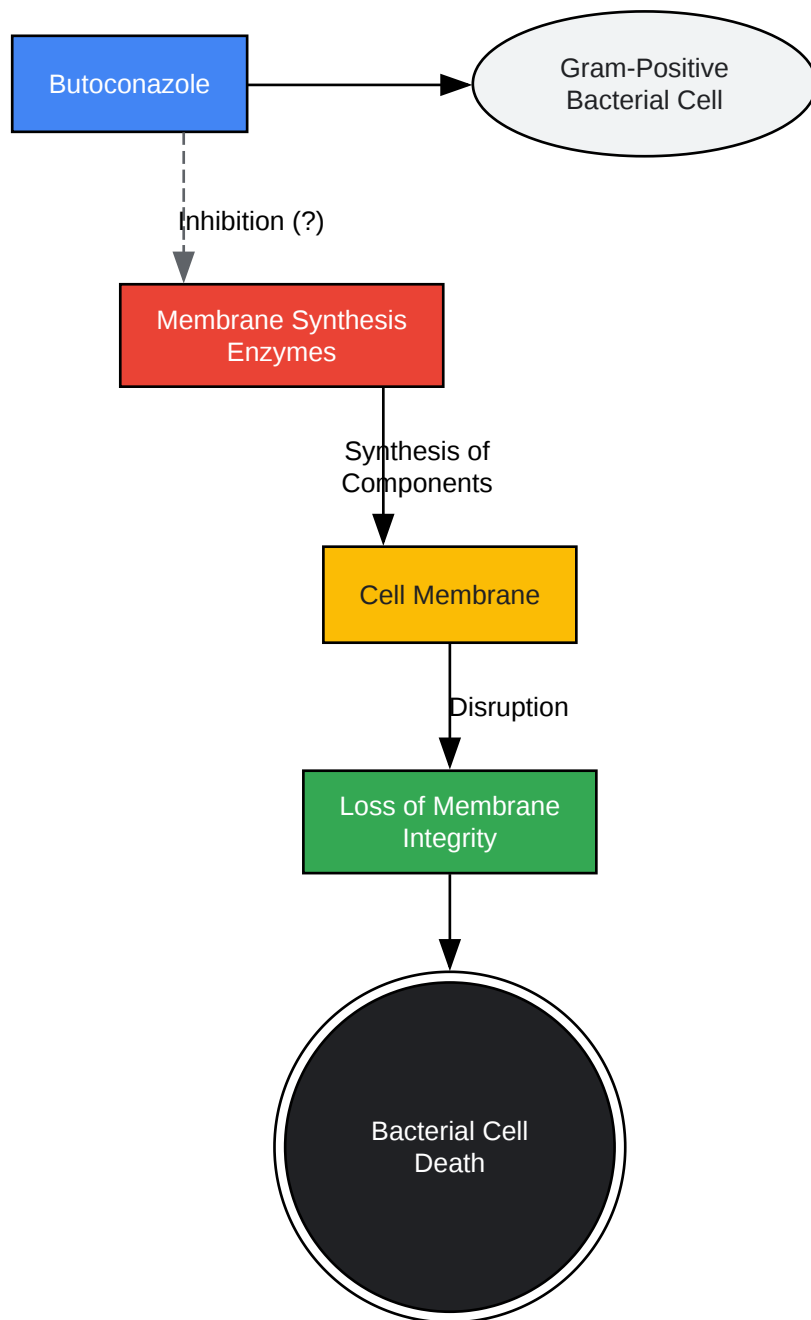 Butoconazole
Gram-Positive
Bacterial Cell
Inhibition (?)
Membrane Synthesis
Enzymes
Synthesis of
Components
Cell Membrane
Disruption
Loss of Membrane
Integrity
Bacterial Cell
Death